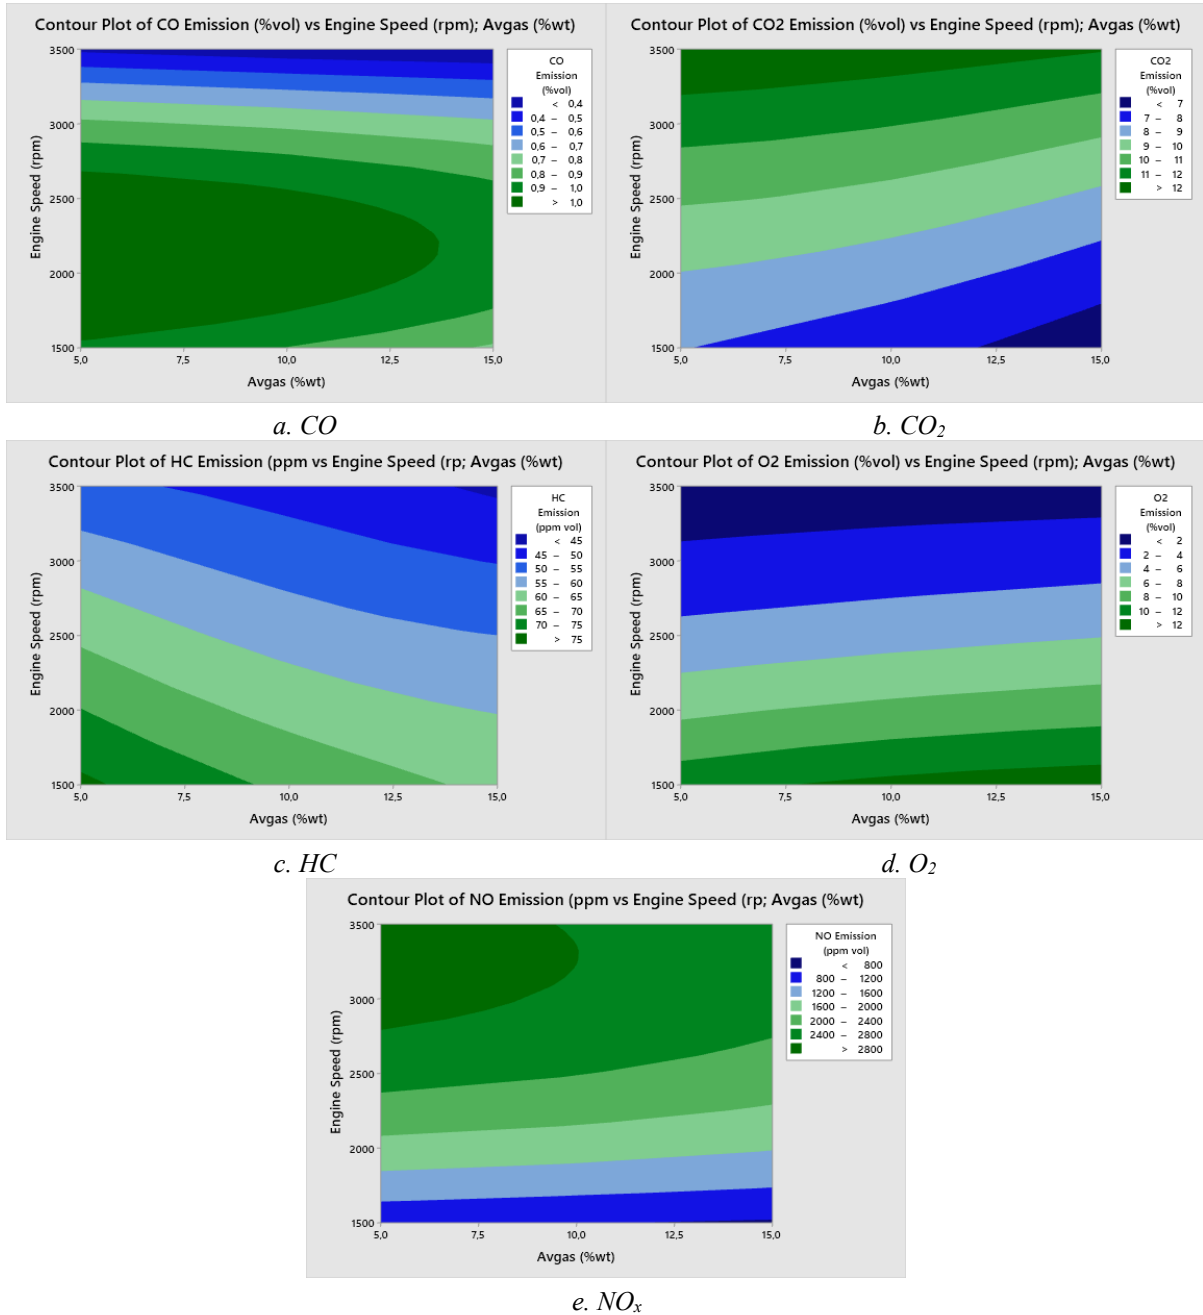 Contour Plot of CO Emission (%vol) vs Engine Speed (rpm); Avgas (%wt)
3500
3000
2500
2000
1500
Engine Speed (rpm)
5,0 7,5 10,0 12,5 15,0
Avgas (%wt)
CO
Emission
(%vol)
< 0,4
0,4 – 0,5
0,5 – 0,6
0,6 – 0,7
0,7 – 0,8
0,8 – 0,9
0,9 – 1,0
> 1,0
a. CO
Contour Plot of CO2 Emission (%vol) vs Engine Speed (rpm); Avgas (%wt)
3500
3000
2500
2000
1500
Engine Speed (rpm)
5,0 7,5 10,0 12,5 15,0
Avgas (%wt)
CO2
Emission
(%vol)
< 7
7 – 8
8 – 9
9 – 10
10 – 11
11 – 12
> 12
b. CO₂
Contour Plot of HC Emission (ppm vs Engine Speed (rp; Avgas (%wt)
3500
3000
2500
2000
1500
Engine Speed (rpm)
5,0 7,5 10,0 12,5 15,0
Avgas (%wt)
HC
Emission
(ppm vol)
< 45
45 – 50
50 – 55
55 – 60
60 – 65
65 – 70
70 – 75
> 75
c. HC
Contour Plot of O2 Emission (%vol) vs Engine Speed (rpm); Avgas (%wt)
3500
3000
2500
2000
1500
Engine Speed (rpm)
5,0 7,5 10,0 12,5 15,0
Avgas (%wt)
O2
Emission
(%vol)
< 2
2 – 4
4 – 6
6 – 8
8 – 10
10 – 12
> 12
d. O₂
Contour Plot of NO Emission (ppm vs Engine Speed (rp; Avgas (%wt)
3500
3000
2500
2000
1500
Engine Speed (rpm)
5,0 7,5 10,0 12,5 15,0
Avgas (%wt)
NO Emission
(ppm vol)
< 800
800 – 1200
1200 – 1600
1600 – 2000
2000 – 2400
2400 – 2800
> 2800
e. NOₓ